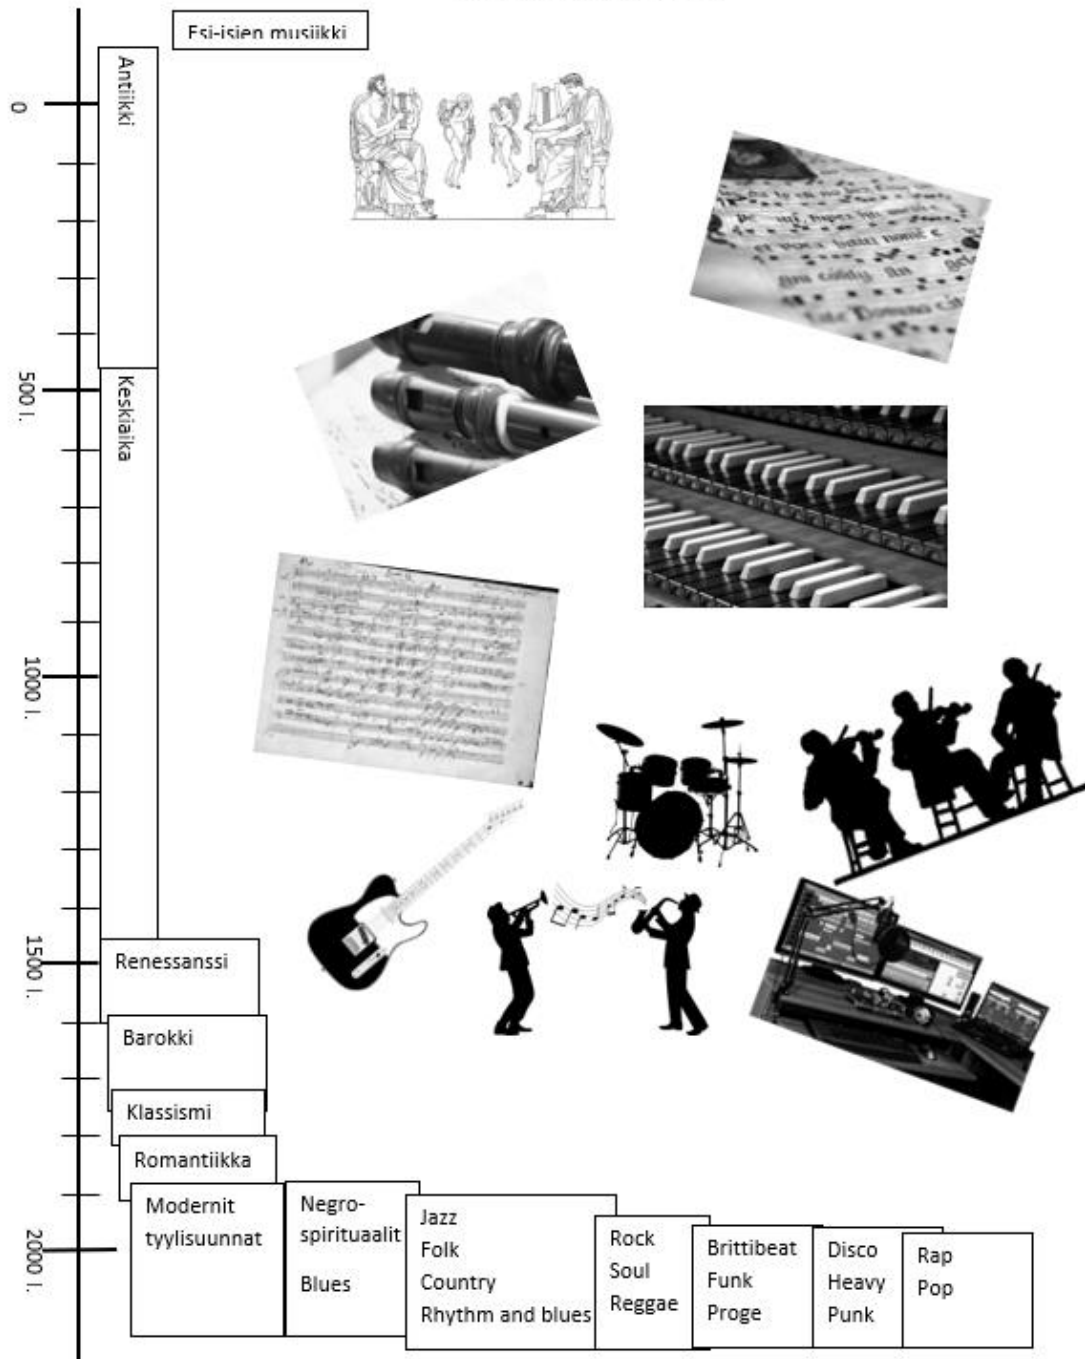 Esi-isien musiikki
Antiikki
0
500 l.
Keskiaika
1000 l.
1500 l.
Renessanssi
Barokki
Klassismi
Romantiikka
2000 l.
Modernit
tyylisuunnat
Negro-
spirituaalit
Blues
Jazz
Folk
Country
Rhythm and blues
Rock
Soul
Reggae
Brittibeat
Funk
Proge
Disco
Heavy
Punk
Rap
Pop